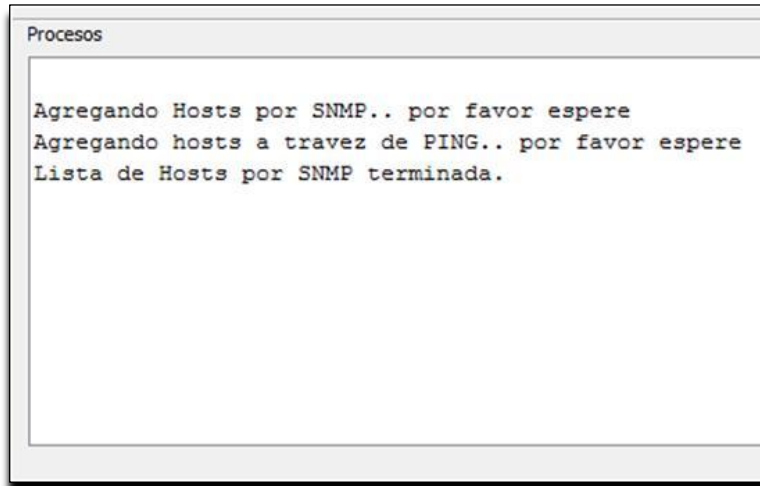 Procesos
Agregando Hosts por SNMP.. por favor espere
Agregando hosts a travez de PING.. por favor espere
Lista de Hosts por SNMP terminada.